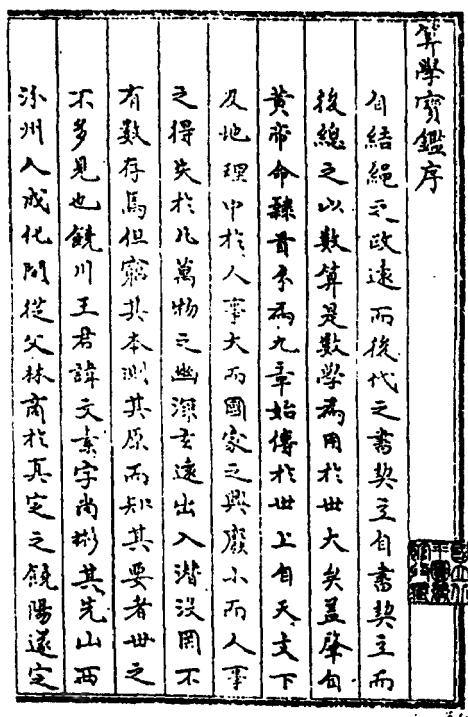 算學寶鑑序
自結繩之政遠而後代之書契立自書契立而
後總之以數算是數學為用於世大矣蓋肇自
黄帝命隸首乎為九章始傳於世上自天文下
及地理中於人事大而國家之興廢小而人事
之得失於凡萬物之幽深玄遠出入潜没罔不
有數存焉但窮其本測其原而知其要者世之
不多見也饒川王君諱文素字尚彬其先山西
汾州人成化間從父林商於真定之饒陽遂定